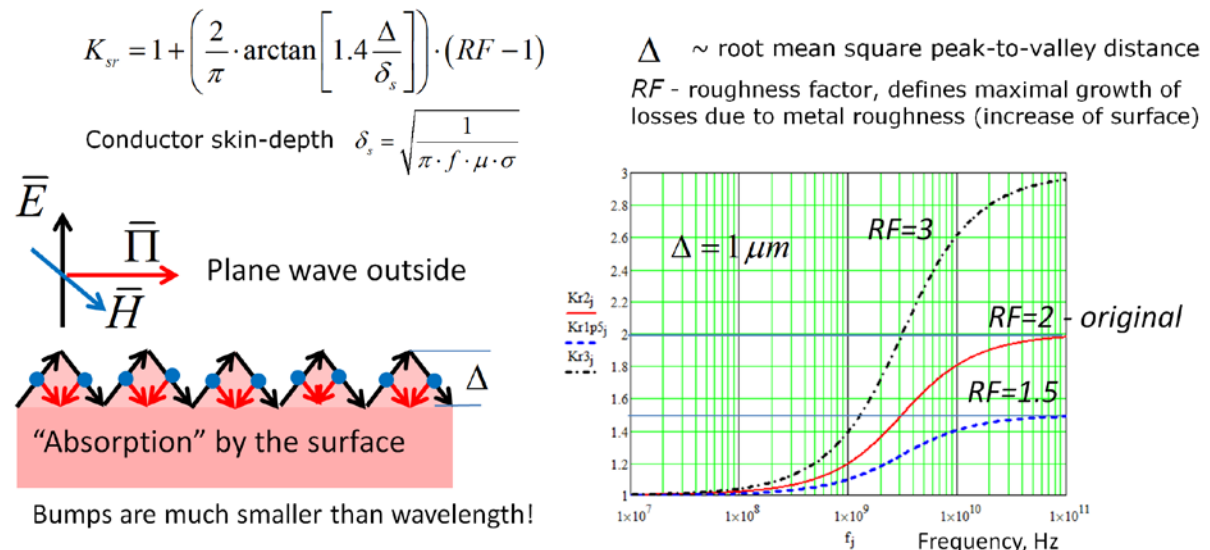 K_sr = 1 + (2/π · arctan[1.4 Δ/δ_s]) · (RF − 1)
Conductor skin-depth δ_s = √(1/(π · f · μ · σ))
Δ ~ root mean square peak-to-valley distance
RF - roughness factor, defines maximal growth of
losses due to metal roughness (increase of surface)
E̅
Π̅
H̅
Plane wave outside
Δ
"Absorption" by the surface
Bumps are much smaller than wavelength!
3
2.8
2.6
2.4
2.2
2
1.8
1.6
1.4
1.2
1
Δ = 1 μm
RF=3
RF=2 - original
RF=1.5
Kr2_j
Kr1p5_j
Kr3_j
1×10^7
1×10^8
1×10^9
1×10^10
1×10^11
f_j
Frequency, Hz